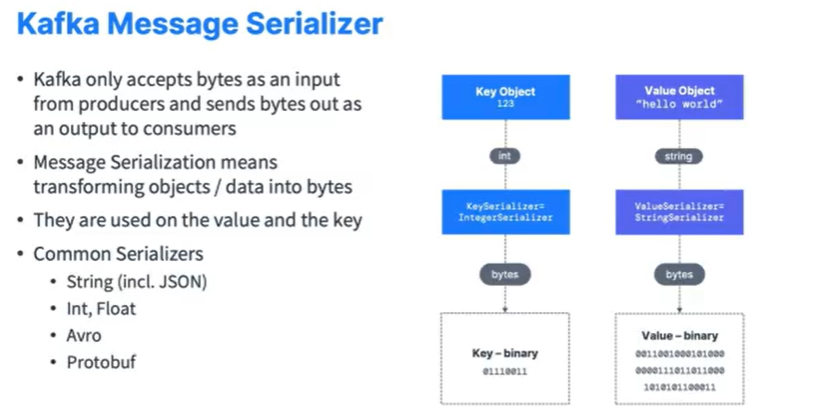 Kafka Message Serializer
• Kafka only accepts bytes as an input
from producers and sends bytes out as
an output to consumers
• Message Serialization means
transforming objects / data into bytes
• They are used on the value and the key
• Common Serializers
• String (incl. JSON)
• Int, Float
• Avro
• Protobuf
Key Object
123
int
KeySerializer=
IntegerSerializer
bytes
Key – binary
01110011
Value Object
“hello world”
string
ValueSerializer=
StringSerializer
bytes
Value – binary
0011001000101000
0000111011011000
1010101100011